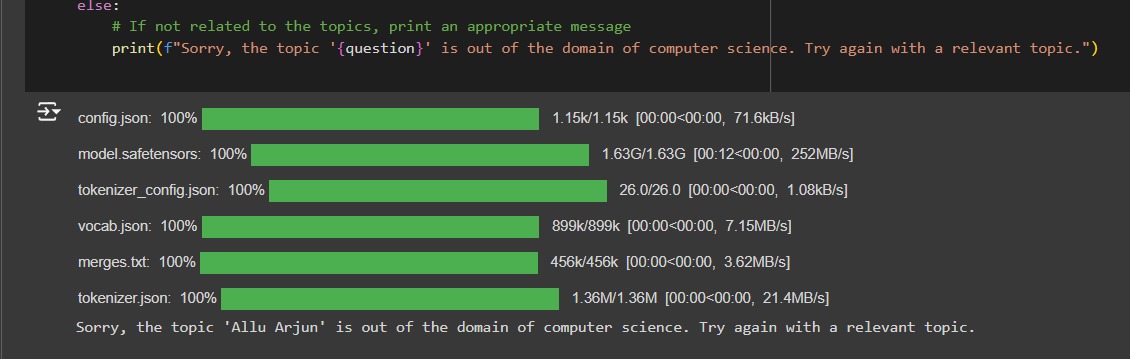 else:
# If not related to the topics, print an appropriate message
print(f"Sorry, the topic '{question}' is out of the domain of computer science. Try again with a relevant topic.")
config.json: 100% 1.15k/1.15k [00:00<00:00, 71.6kB/s]
model.safetensors: 100% 1.63G/1.63G [00:12<00:00, 252MB/s]
tokenizer_config.json: 100% 26.0/26.0 [00:00<00:00, 1.08kB/s]
vocab.json: 100% 899k/899k [00:00<00:00, 7.15MB/s]
merges.txt: 100% 456k/456k [00:00<00:00, 3.62MB/s]
tokenizer.json: 100% 1.36M/1.36M [00:00<00:00, 21.4MB/s]
Sorry, the topic 'Allu Arjun' is out of the domain of computer science. Try again with a relevant topic.